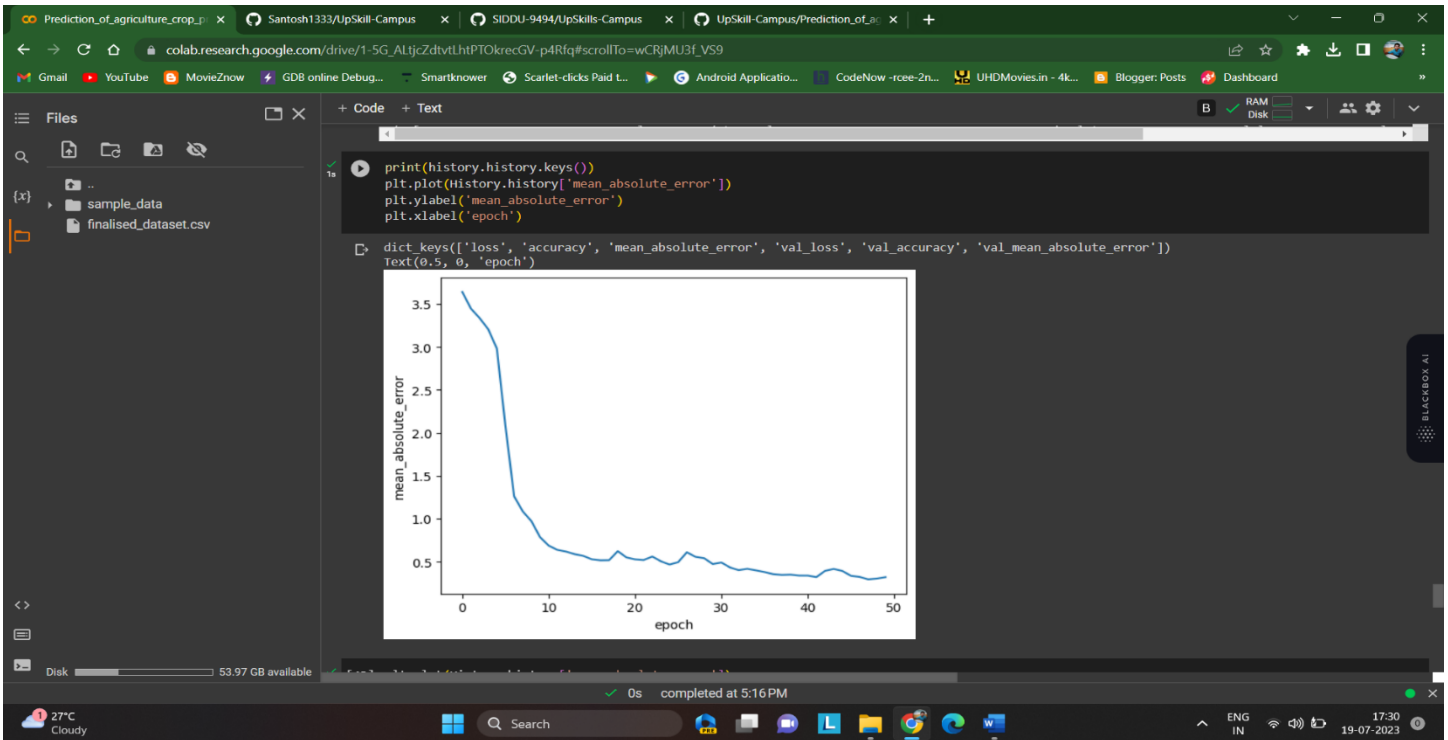 Prediction_of_agriculture_crop_p
Santosh1333/UpSkill-Campus
SIDDU-9494/UpSkills-Campus
UpSkill-Campus/Prediction_of_ag
colab.research.google.com/drive/1-5G_ALtjcZdtvtLhtPTOkrecGV-p4Rfq#scrollTo=wCRjMU3f_VS9
Gmail
YouTube
MovieZnow
GDB online Debug...
Smartknower
Scarlet-clicks Paid t...
Android Applicatio...
CodeNow -rcee-2n...
UHDMovies.in - 4k...
Blogger: Posts
Dashboard
»
Files
+ Code + Text
B
RAM
Disk
..
sample_data
finalised_dataset.csv
{x}
1s
print(history.history.keys())
plt.plot(History.history['mean_absolute_error'])
plt.ylabel('mean_absolute_error')
plt.xlabel('epoch')
dict_keys(['loss', 'accuracy', 'mean_absolute_error', 'val_loss', 'val_accuracy', 'val_mean_absolute_error'])
Text(0.5, 0, 'epoch')
3.5
3.0
2.5
2.0
1.5
1.0
0.5
mean_absolute_error
0 10 20 30 40 50
epoch
BLACKBOX AI
Disk
53.97 GB available
0s completed at 5:16 PM
1
27°C
Cloudy
Search
PRE
L
ENG
IN
17:30
19-07-2023
0